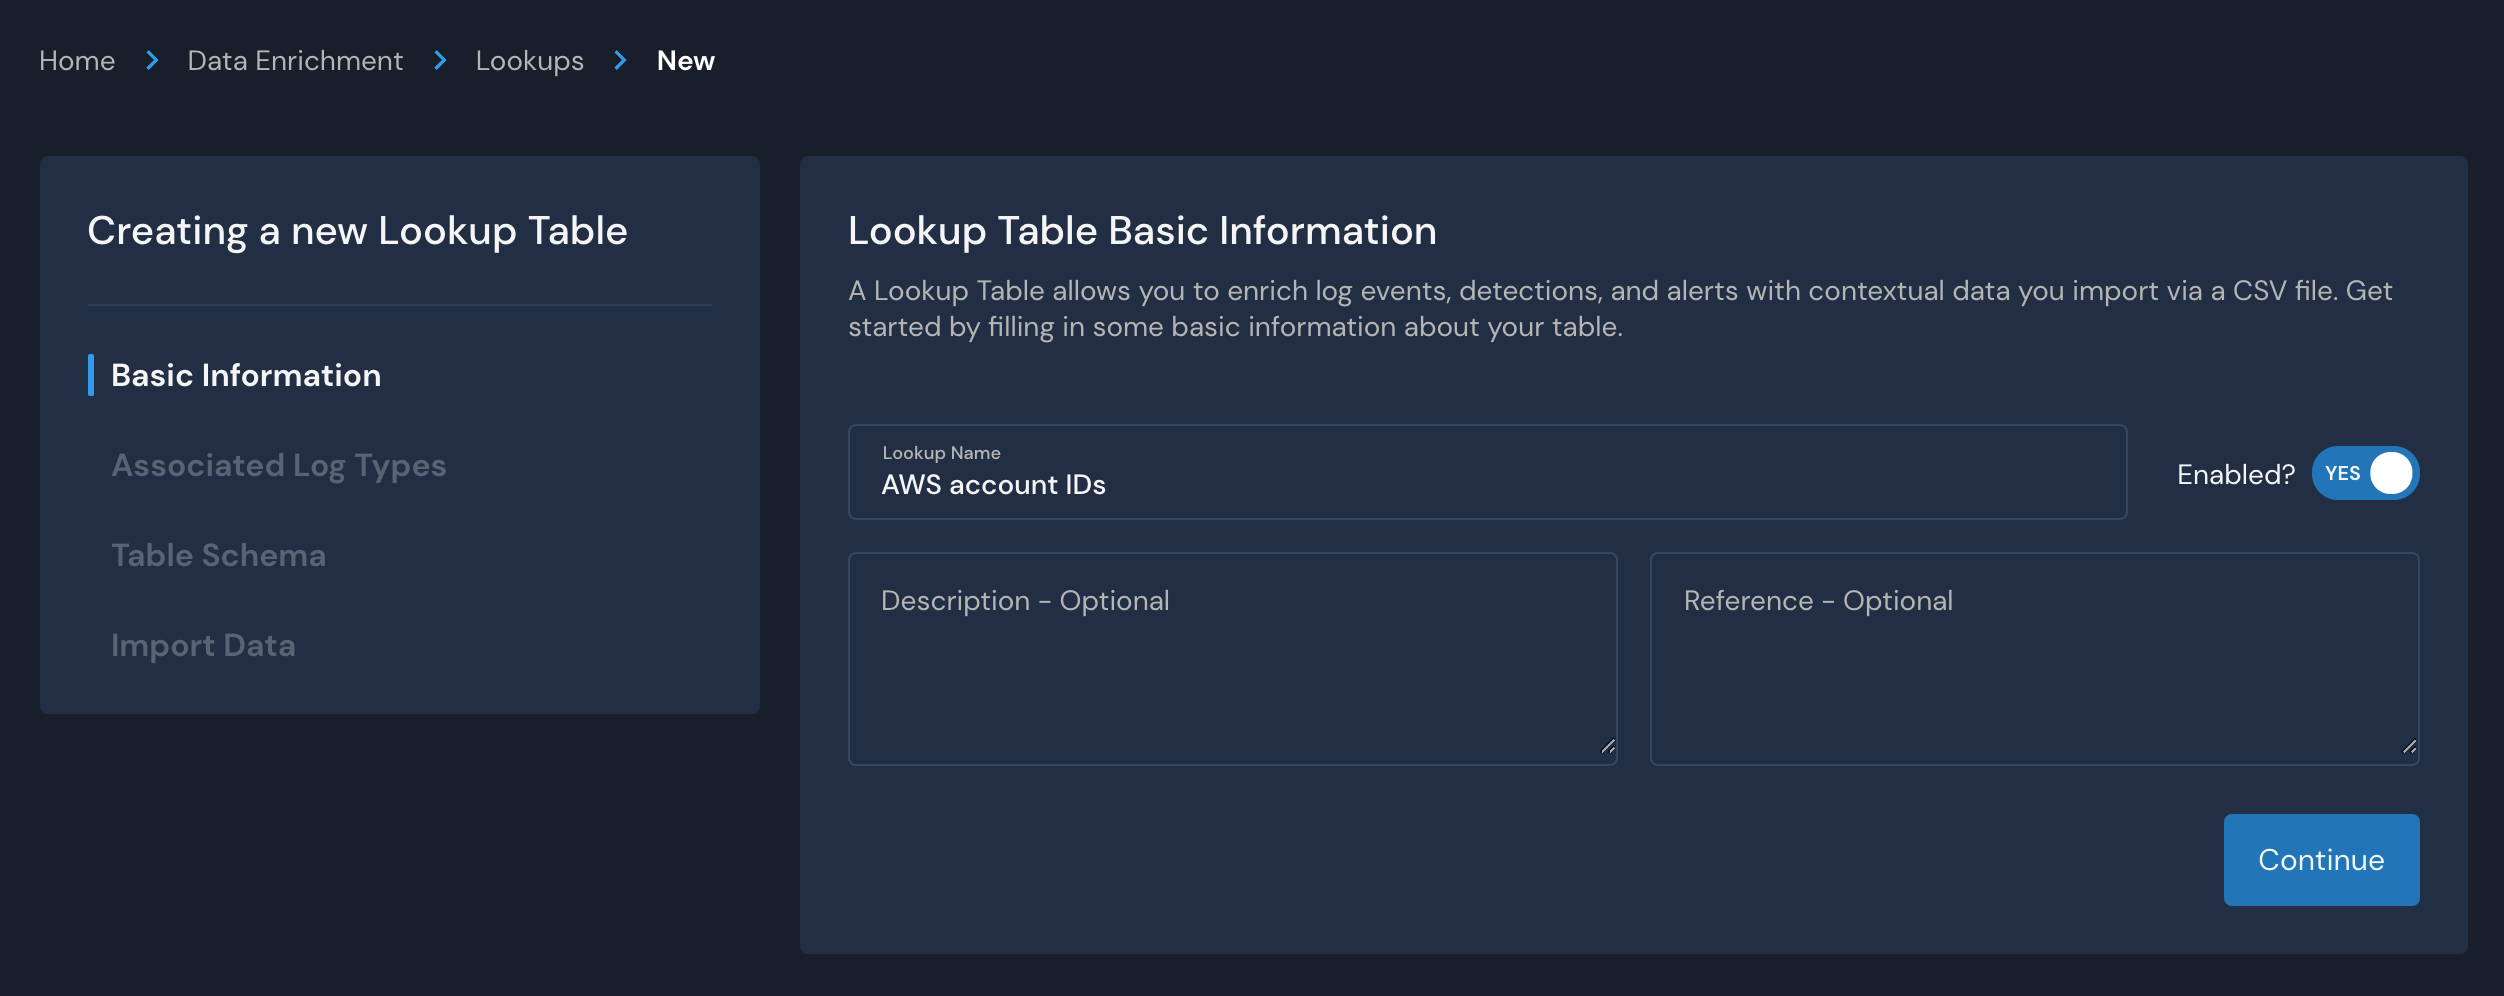 Home > Data Enrichment > Lookups > New
Creating a new Lookup Table
Basic Information
Associated Log Types
Table Schema
Import Data
Lookup Table Basic Information
A Lookup Table allows you to enrich log events, detections, and alerts with contextual data you import via a CSV file. Get
started by filling in some basic information about your table.
Lookup Name
AWS account IDs
Enabled? YES
Description - Optional
Reference - Optional
Continue